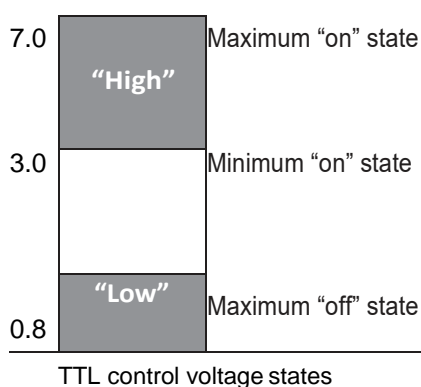 7.0 Maximum “on” state
“High”
3.0 Minimum “on” state
“Low”
Maximum “off” state
0.8
TTL control voltage states